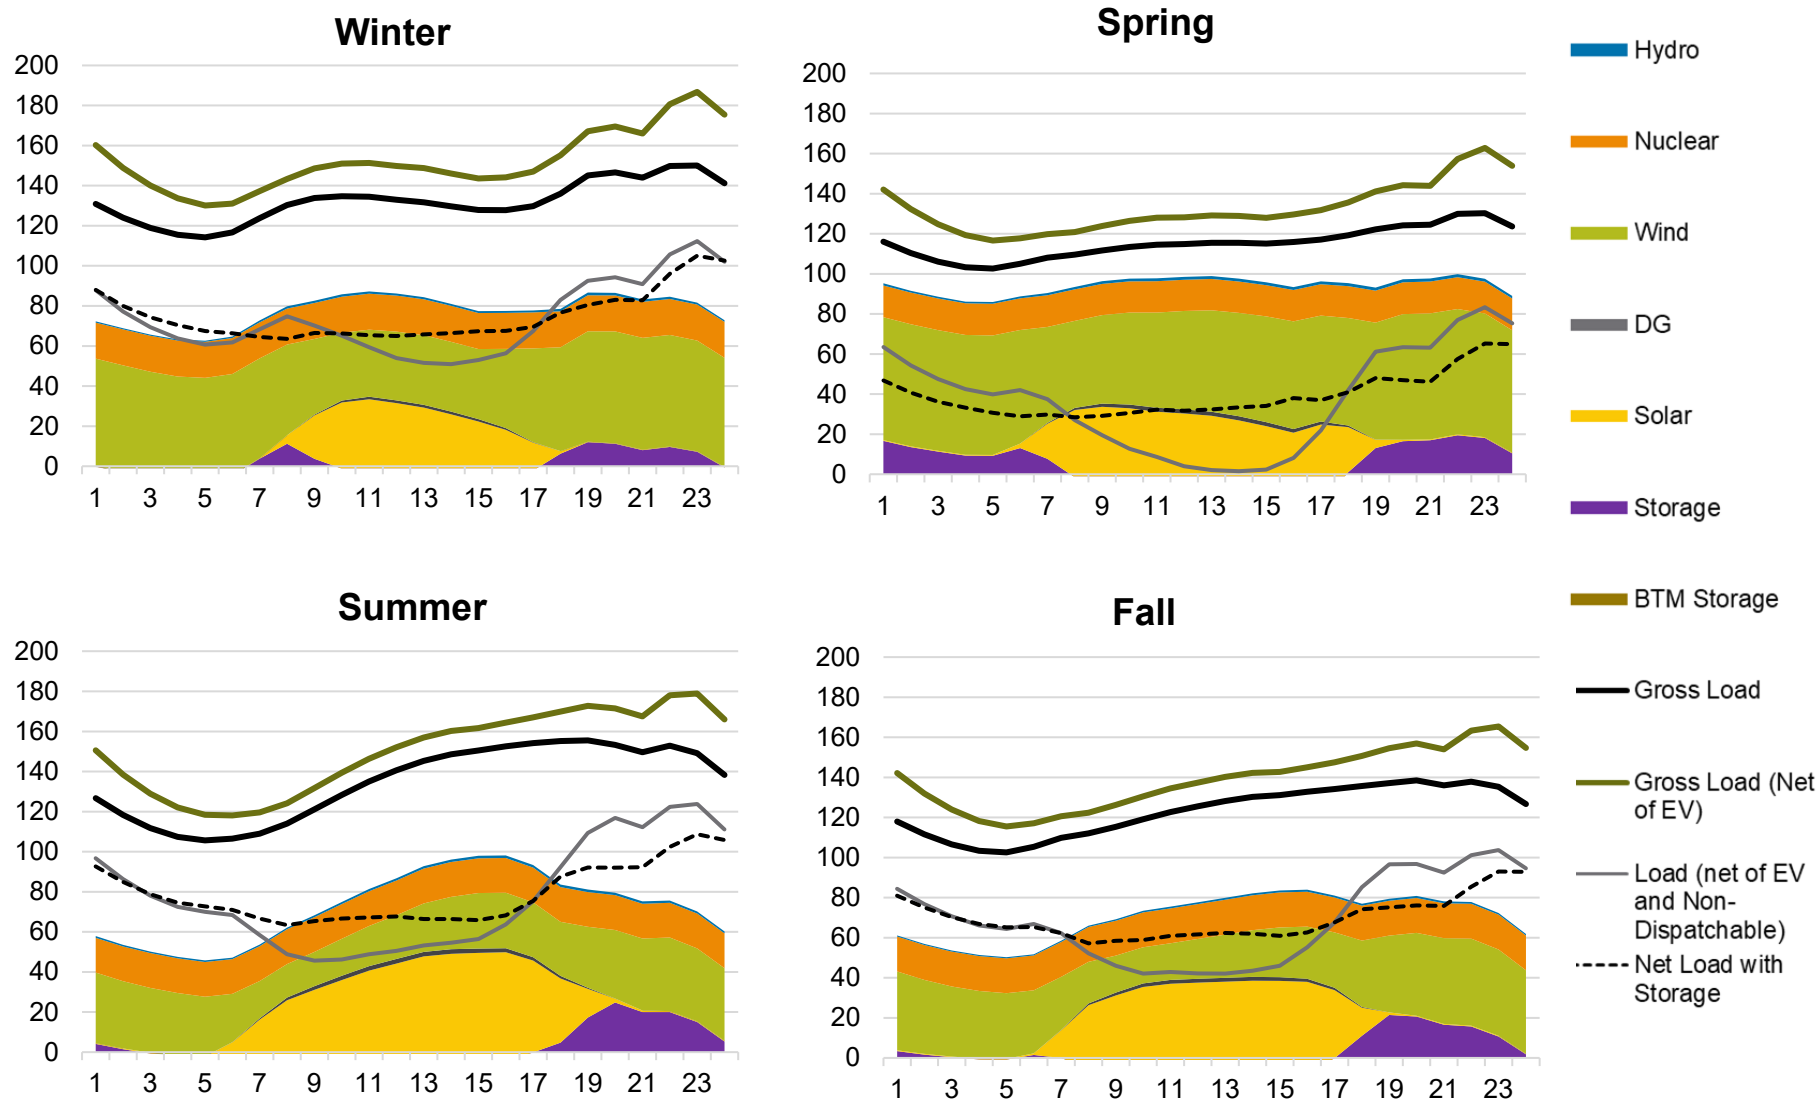 Winter
200
180
160
140
120
100
80
60
40
20
0
1 3 5 7 9 11 13 15 17 19 21 23
Spring
200
180
160
140
120
100
80
60
40
20
0
1 3 5 7 9 11 13 15 17 19 21 23
Summer
200
180
160
140
120
100
80
60
40
20
0
1 3 5 7 9 11 13 15 17 19 21 23
Fall
200
180
160
140
120
100
80
60
40
20
0
1 3 5 7 9 11 13 15 17 19 21 23
Hydro
Nuclear
Wind
DG
Solar
Storage
BTM Storage
Gross Load
Gross Load (Net
of EV)
Load (net of EV
and Non-
Dispatchable)
Net Load with
Storage